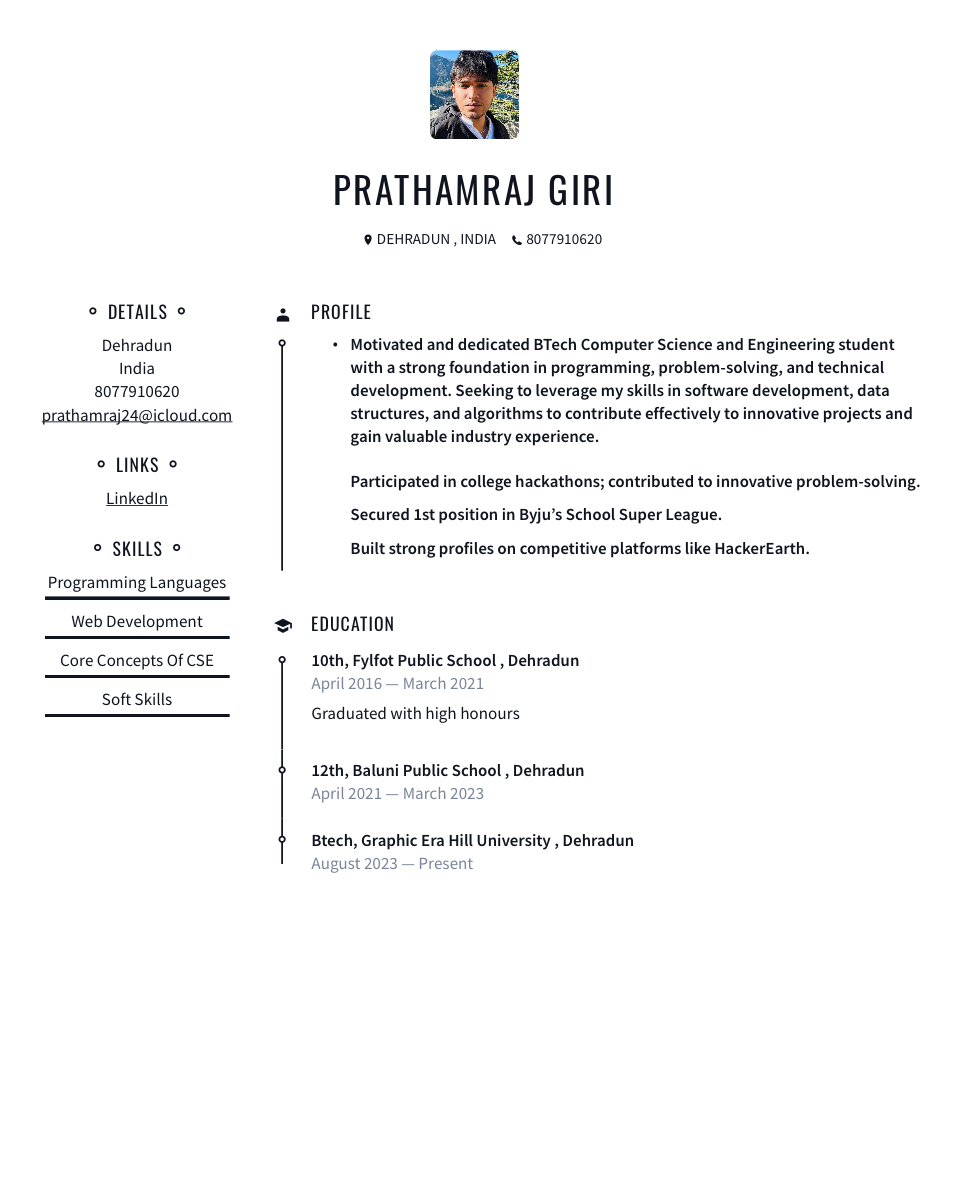 PRATHAMRAJ GIRI
DEHRADUN , INDIA 8077910620
DETAILS
Dehradun
India
8077910620
prathamraj24@icloud.com
LINKS
LinkedIn
SKILLS
Programming Languages
Web Development
Core Concepts Of CSE
Soft Skills
PROFILE
• Motivated and dedicated BTech Computer Science and Engineering student
with a strong foundation in programming, problem-solving, and technical
development. Seeking to leverage my skills in software development, data
structures, and algorithms to contribute effectively to innovative projects and
gain valuable industry experience.
Participated in college hackathons; contributed to innovative problem-solving.
Secured 1st position in Byju’s School Super League.
Built strong profiles on competitive platforms like HackerEarth.
EDUCATION
10th, Fylfot Public School , Dehradun
April 2016 — March 2021
Graduated with high honours
12th, Baluni Public School , Dehradun
April 2021 — March 2023
Btech, Graphic Era Hill University , Dehradun
August 2023 — Present